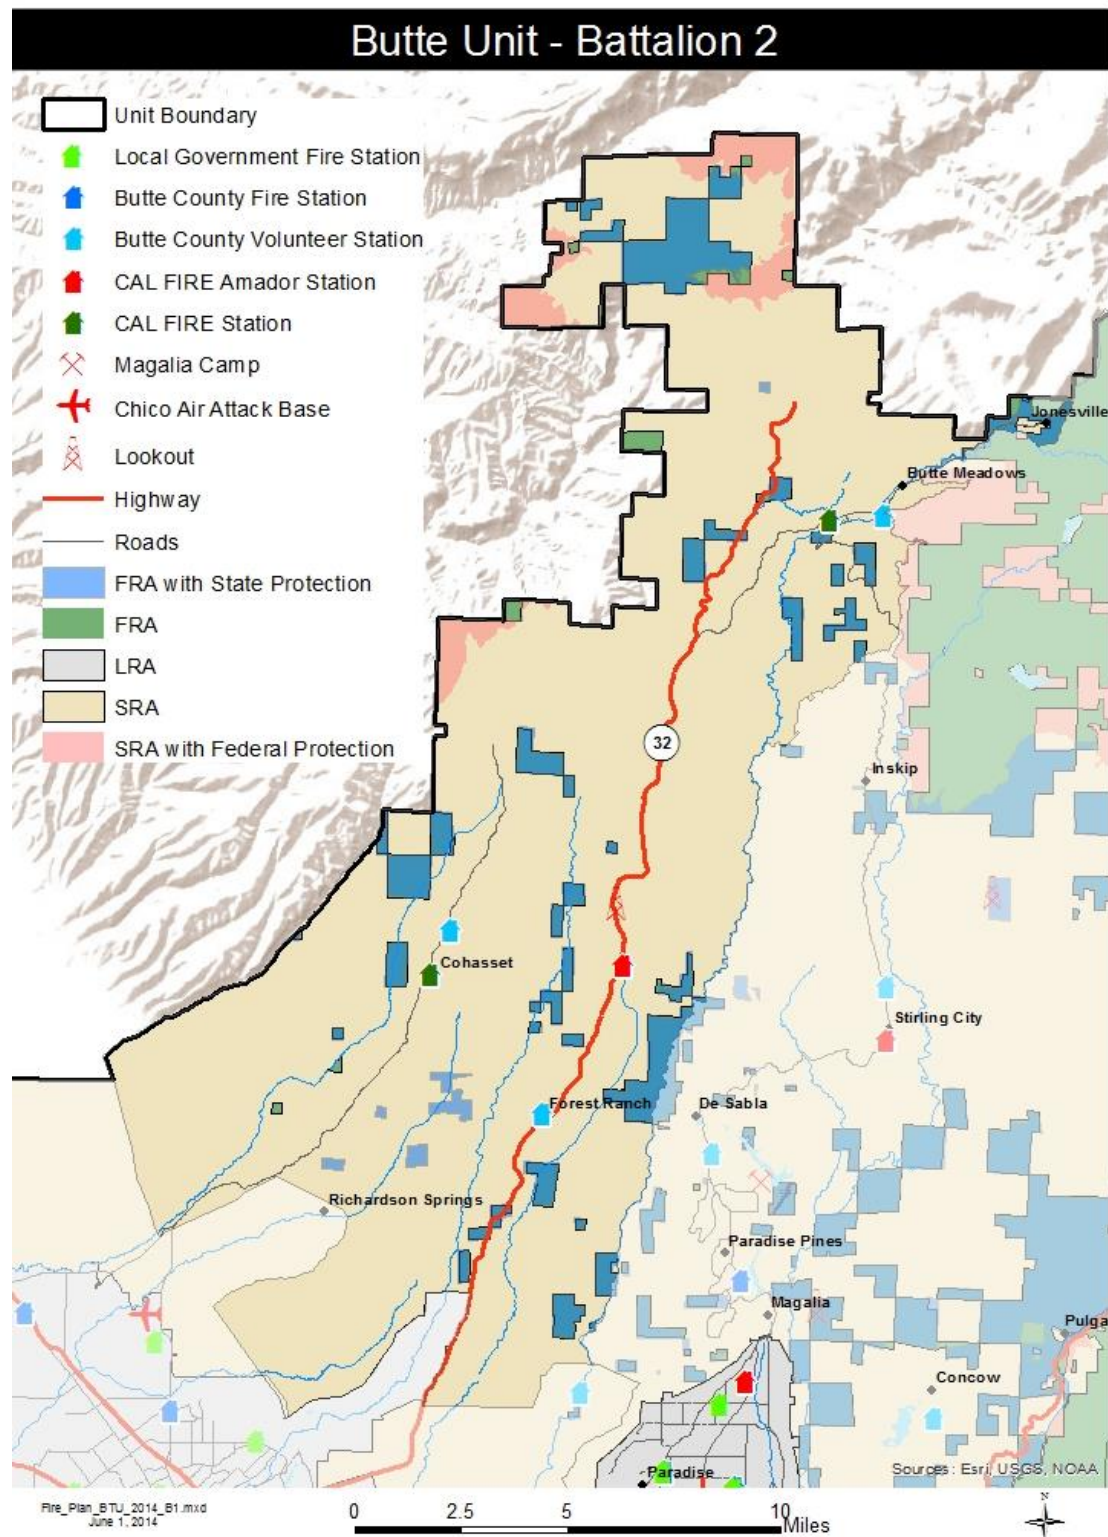 Butte Unit - Battalion 2
Unit Boundary
Local Government Fire Station
Butte County Fire Station
Butte County Volunteer Station
CAL FIRE Amador Station
CAL FIRE Station
Magalia Camp
Chico Air Attack Base
Lookout
Highway
Roads
FRA with State Protection
FRA
LRA
SRA
SRA with Federal Protection
Jonesville
Butte Meadows
32
Inskip
Cohasset
Stirling City
Forest Ranch
De Sabla
Richardson Springs
Paradise Pines
Magalia
Pulga
Concow
Paradise
Sources: Esri, USGS, NOAA
Fire_Plan_BTU_2014_B1.mxd
June 1, 2014
0 2.5 5 10
Miles
N